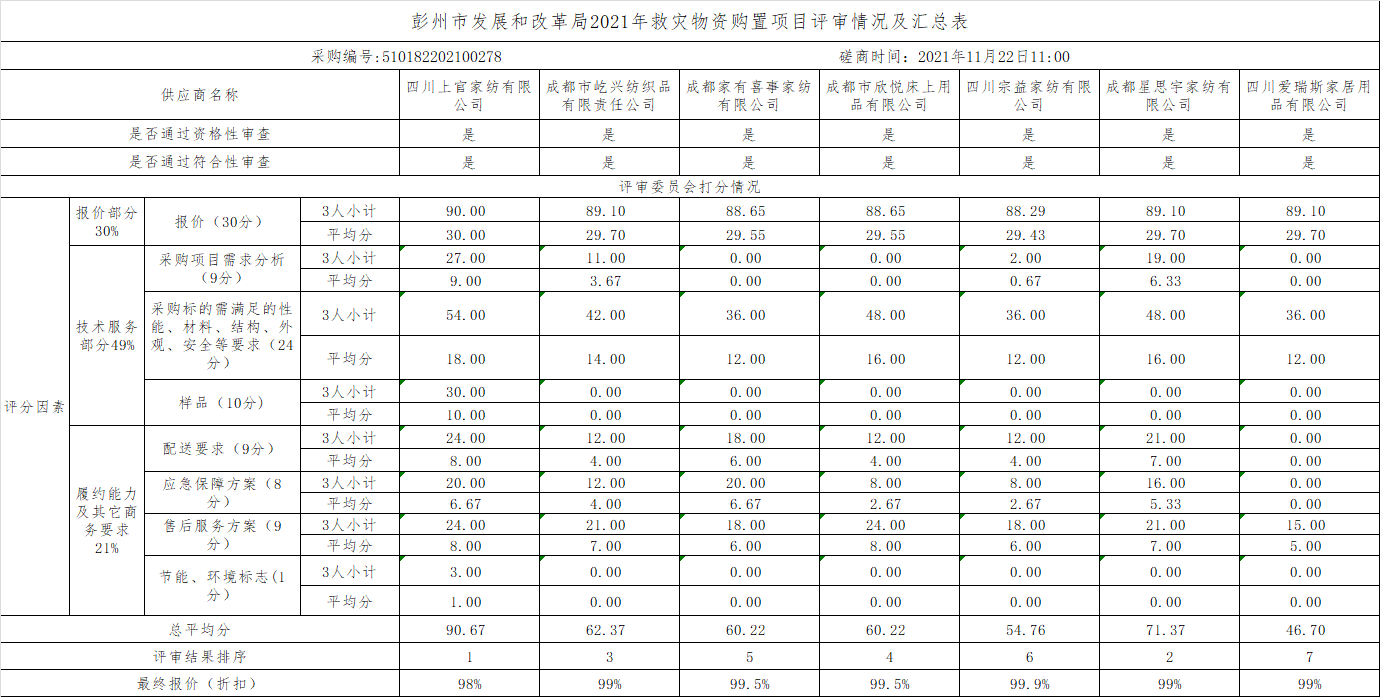 彭州市发展和改革局2021年救灾物资购置项目评审情况及汇总表
采购编号:510182202100278 磋商时间：2021年11月22日11:00
供应商名称 四川上官家纺有限公司 成都市屹兴纺织品有限责任公司 成都家有喜事家纺有限公司 成都市欣悦床上用品有限公司 四川宗益家纺有限公司 成都星思宇家纺有限公司 四川爱瑞斯家居用品有限公司
是否通过资格性审查 是 是 是 是 是 是 是
是否通过符合性审查 是 是 是 是 是 是 是
评审委员会打分情况
评分因素
报价部分30%
报价（30分）
3人小计 90.00 89.10 88.65 88.65 88.29 89.10 89.10
平均分 30.00 29.70 29.55 29.55 29.43 29.70 29.70
技术服务部分49%
采购项目需求分析（9分）
3人小计 27.00 11.00 0.00 0.00 2.00 19.00 0.00
平均分 9.00 3.67 0.00 0.00 0.67 6.33 0.00
采购标的需满足的性能、材料、结构、外观、安全等要求（24分）
3人小计 54.00 42.00 36.00 48.00 36.00 48.00 36.00
平均分 18.00 14.00 12.00 16.00 12.00 16.00 12.00
样品（10分）
3人小计 30.00 0.00 0.00 0.00 0.00 0.00 0.00
平均分 10.00 0.00 0.00 0.00 0.00 0.00 0.00
履约能力及其它商务要求21%
配送要求（9分）
3人小计 24.00 12.00 18.00 12.00 12.00 21.00 0.00
平均分 8.00 4.00 6.00 4.00 4.00 7.00 0.00
应急保障方案（8分）
3人小计 20.00 12.00 20.00 8.00 8.00 16.00 0.00
平均分 6.67 4.00 6.67 2.67 2.67 5.33 0.00
售后服务方案（9分）
3人小计 24.00 21.00 18.00 24.00 18.00 21.00 15.00
平均分 8.00 7.00 6.00 8.00 6.00 7.00 5.00
节能、环境标志(1分）
3人小计 3.00 0.00 0.00 0.00 0.00 0.00 0.00
平均分 1.00 0.00 0.00 0.00 0.00 0.00 0.00
总平均分 90.67 62.37 60.22 60.22 54.76 71.37 46.70
评审结果排序 1 3 5 4 6 2 7
最终报价（折扣） 98% 99% 99.5% 99.5% 99.9% 99% 99%